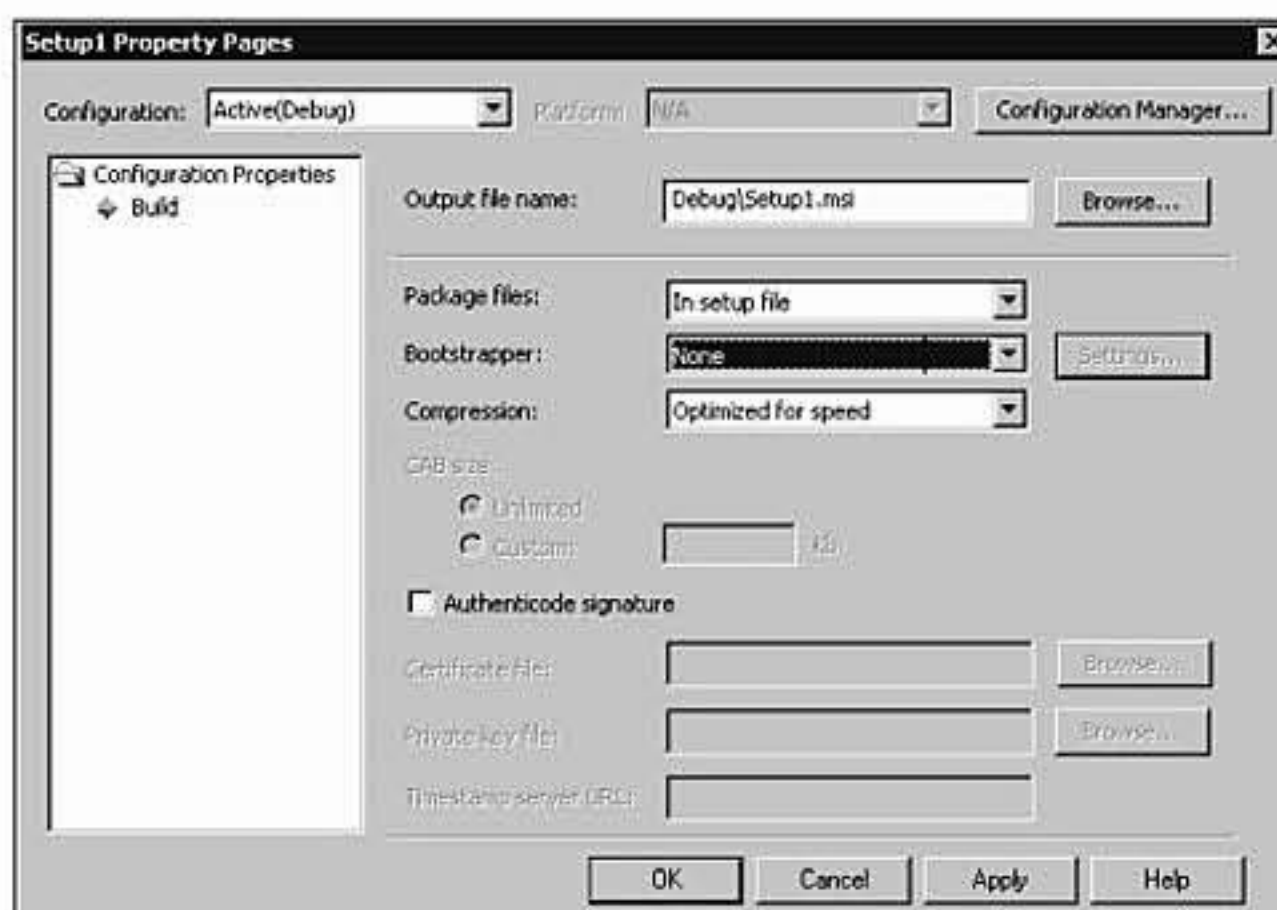 Setup1 Property Pages
Configuration: Active(Debug) Platform: N/A Configuration Manager...
Configuration Properties
Build
Output file name: Debug\Setup1.msi Browse...
Package files: In setup file
Bootstrapper: None Settings...
Compression: Optimized for speed
CAB size
Unlimited
Custom: Kb
Authenticode signature
Certificate file: Browse...
Private key file: Browse...
Timestamp server URL:
OK Cancel Apply Help